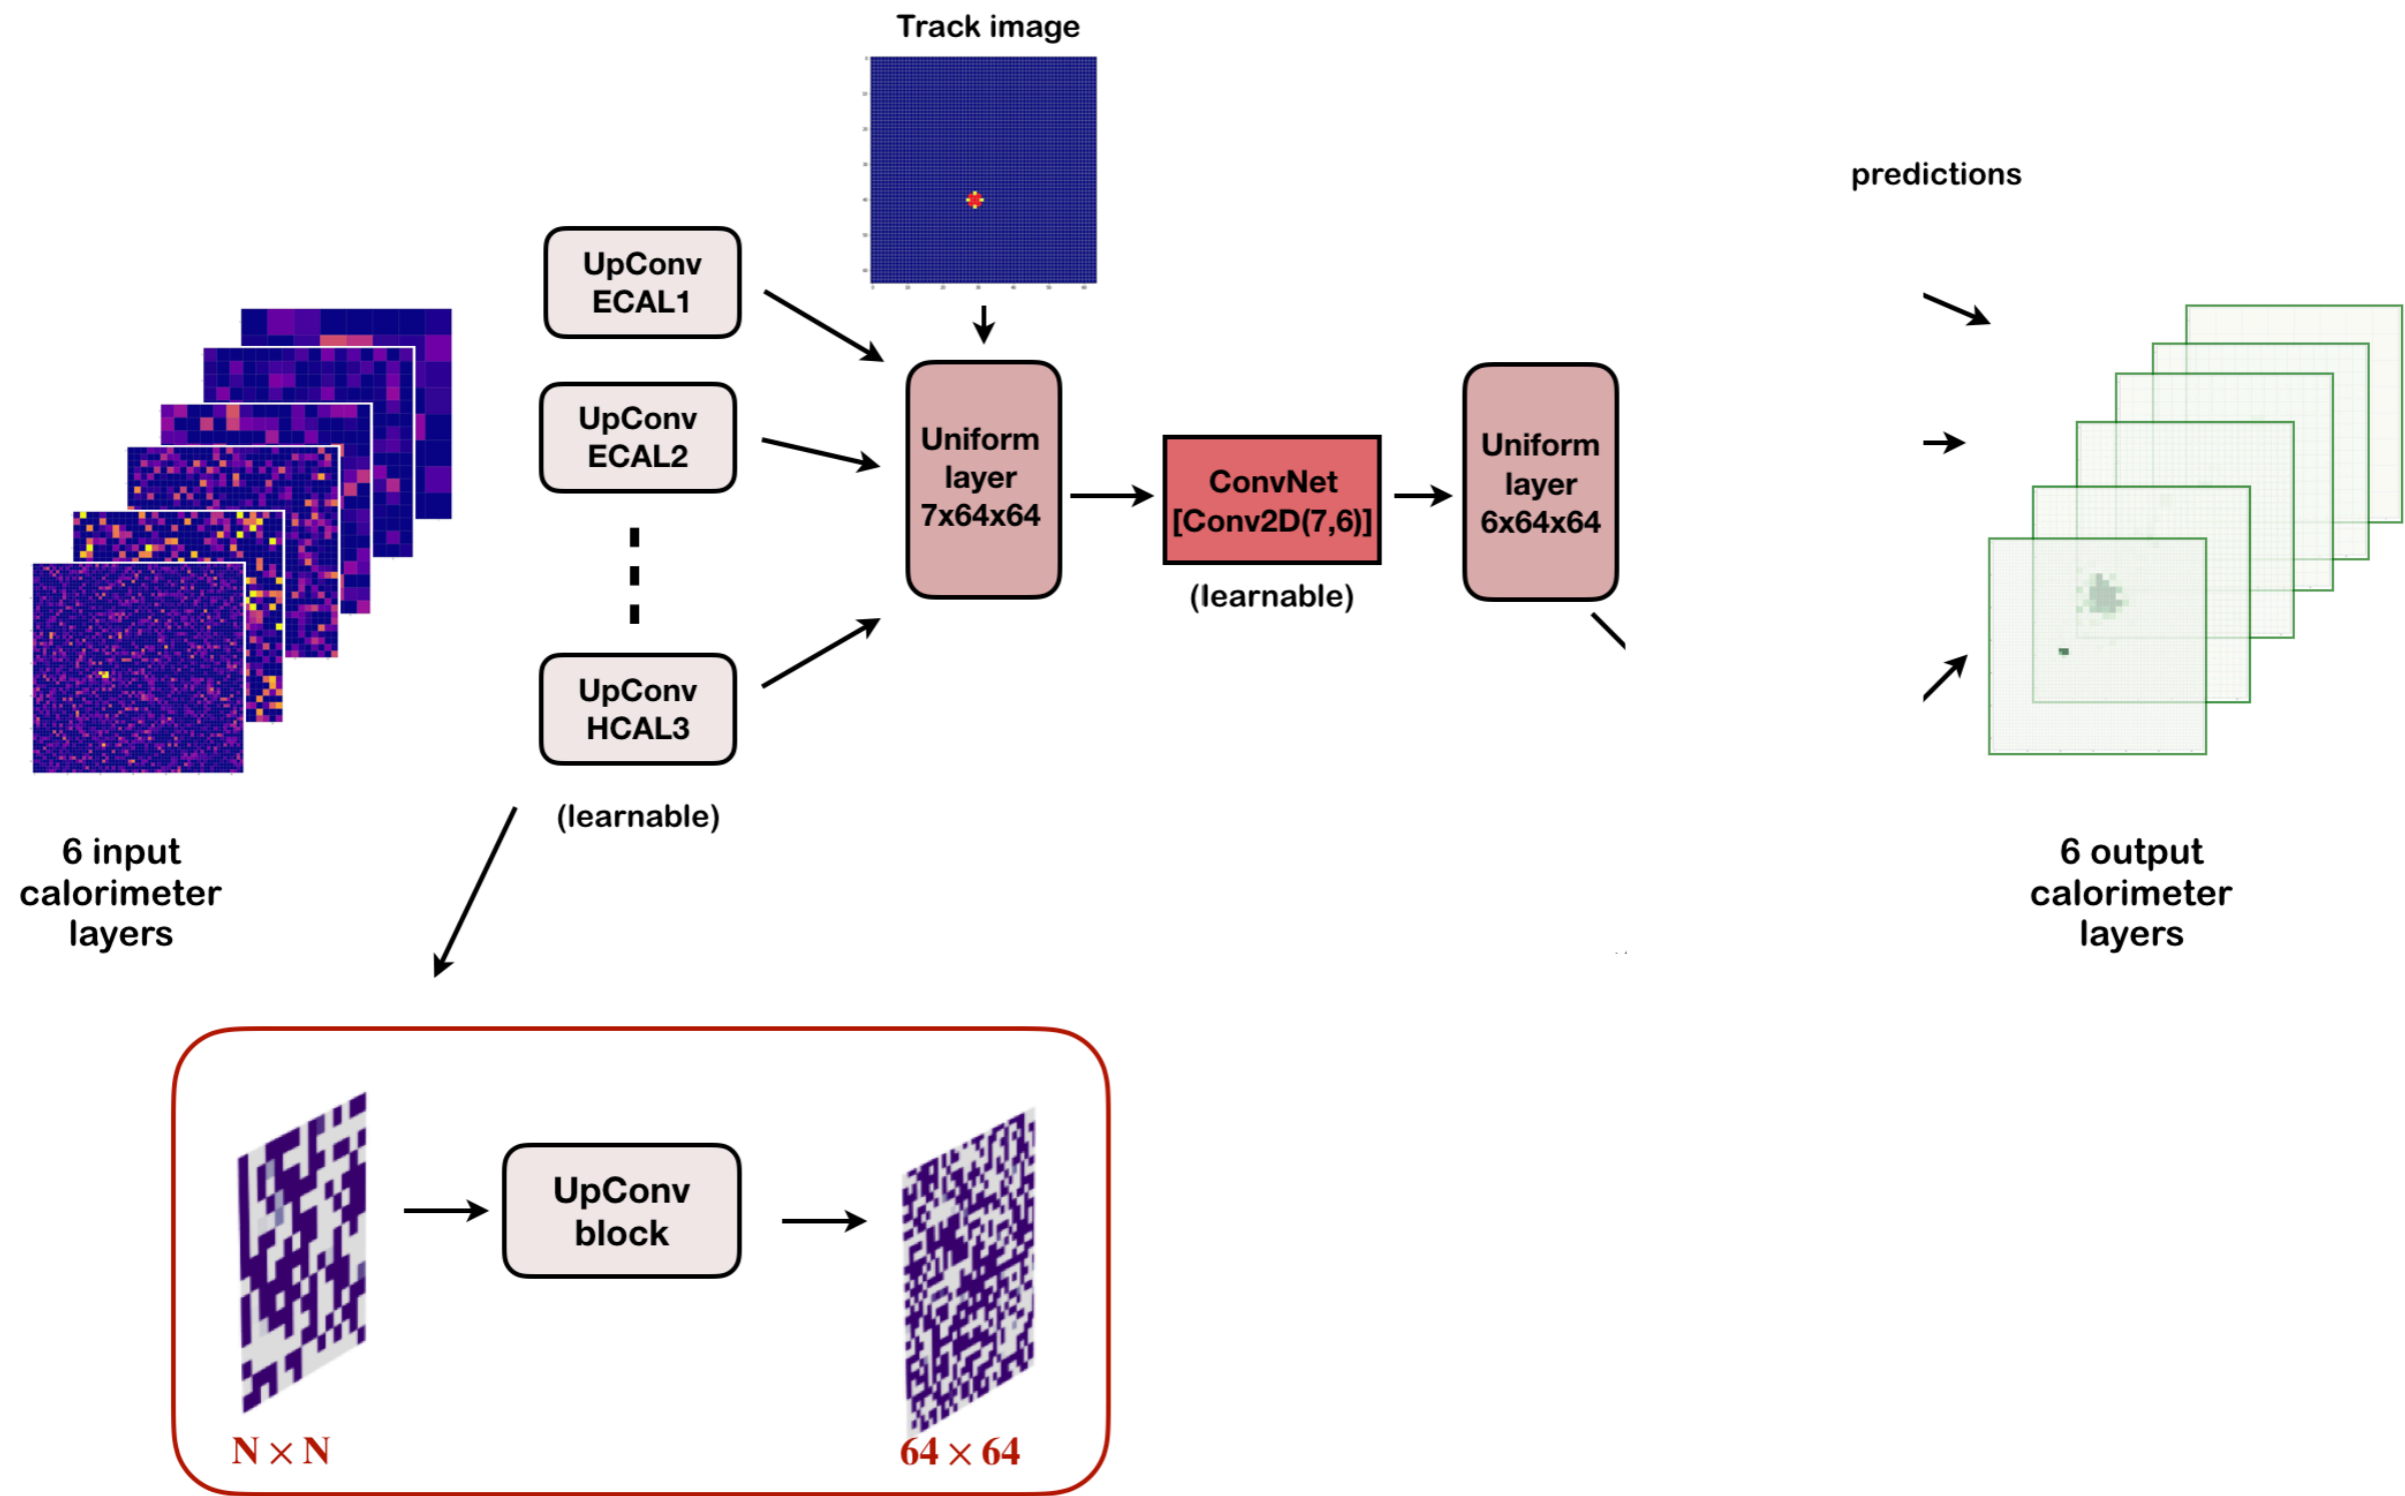 Track image
predictions
UpConv
ECAL1
UpConv
ECAL2
UpConv
HCAL3
(learnable)
Uniform
layer
7x64x64
ConvNet
[Conv2D(7,6)]
(learnable)
Uniform
layer
6x64x64
6 input
calorimeter
layers
6 output
calorimeter
layers
UpConv
block
N × N
64 × 64